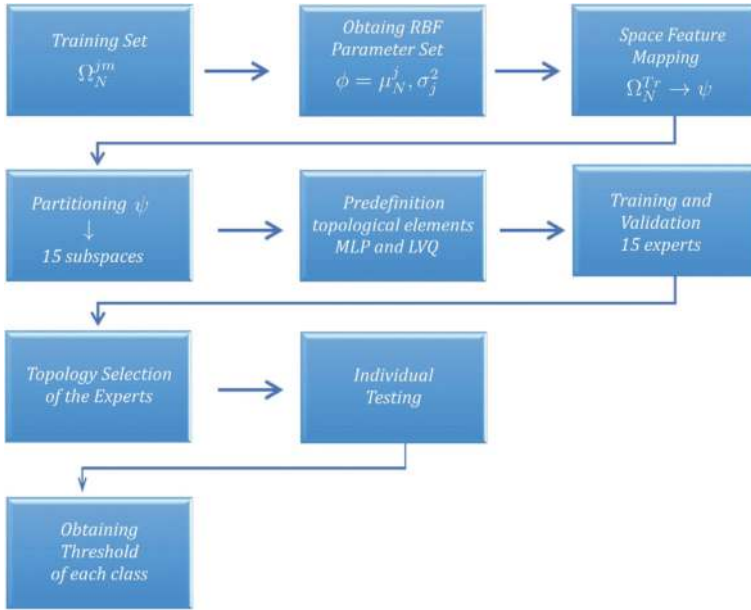 Training Set
Ω_N^{jm}
Obtaing RBF
Parameter Set
ϕ = μ_N^j, σ_j^2
Space Feature
Mapping
Ω_N^{Tr} → ψ
Partitioning ψ
↓
15 subspaces
Predefinition
topological elements
MLP and LVQ
Training and
Validation
15 experts
Topology Selection
of the Experts
Individual
Testing
Obtaining
Threshold
of each class